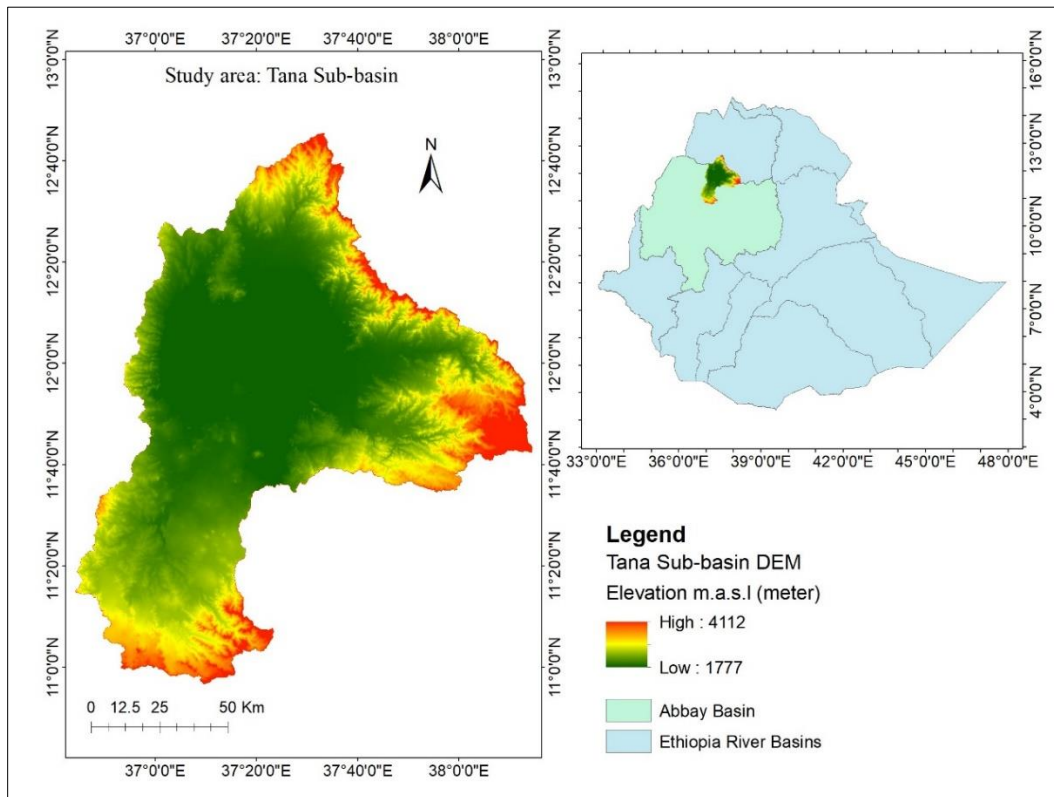 37°0'0"E 37°20'0"E 37°40'0"E 38°0'0"E
Study area: Tana Sub-basin
N
13°0'0"N
12°40'0"N
12°20'0"N
12°0'0"N
11°40'0"N
11°20'0"N
11°0'0"N
13°0'0"N
12°40'0"N
12°20'0"N
12°0'0"N
11°40'0"N
11°20'0"N
11°0'0"N
0 12.5 25 50 Km
37°0'0"E 37°20'0"E 37°40'0"E 38°0'0"E
16°0'0"N
13°0'0"N
10°0'0"N
7°0'0"N
4°0'0"N
33°0'0"E 36°0'0"E 39°0'0"E 42°0'0"E 45°0'0"E 48°0'0"E
Legend
Tana Sub-basin DEM
Elevation m.a.s.l (meter)
High : 4112
Low : 1777
Abbay Basin
Ethiopia River Basins